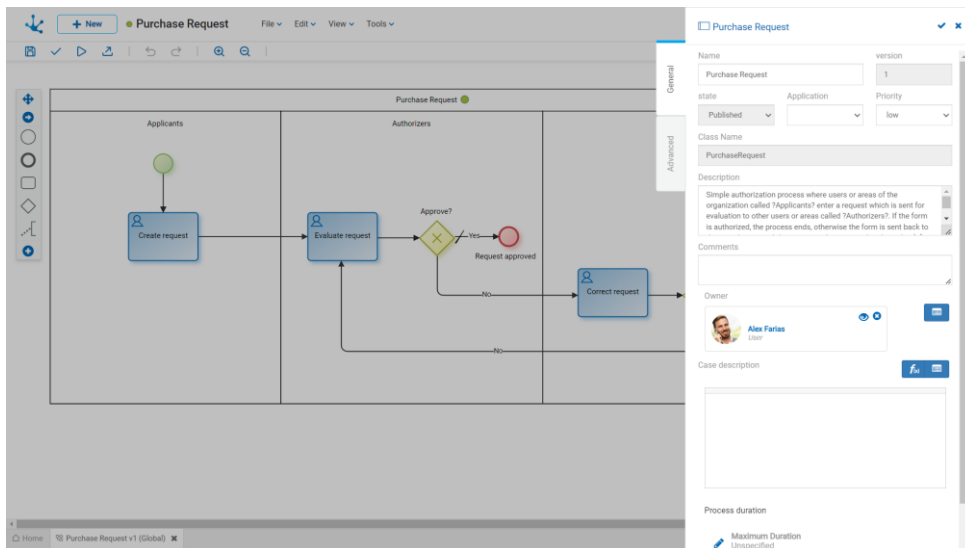 + New
Purchase Request
File
Edit
View
Tools
Purchase Request
Applicants
Authorizers
Create request
Evaluate request
Approve?
Yes
Request approved
No
Correct request
No
Home
Purchase Request v1 (Global)
General
Advanced
Purchase Request
Name
version
Purchase Request
1
state
Application
Priority
Published
low
Class Name
PurchaseRequest
Description
Simple authorization process where users or areas of the
organization called ?Applicants? enter a request which is sent for
evaluation to other users or areas called ?Authorizers?. If the form
is authorized, the process ends, otherwise the form is sent back to
Comments
Owner
Alex Farias
User
Case description
f(x)
Process duration
Maximum Duration
Unspecified